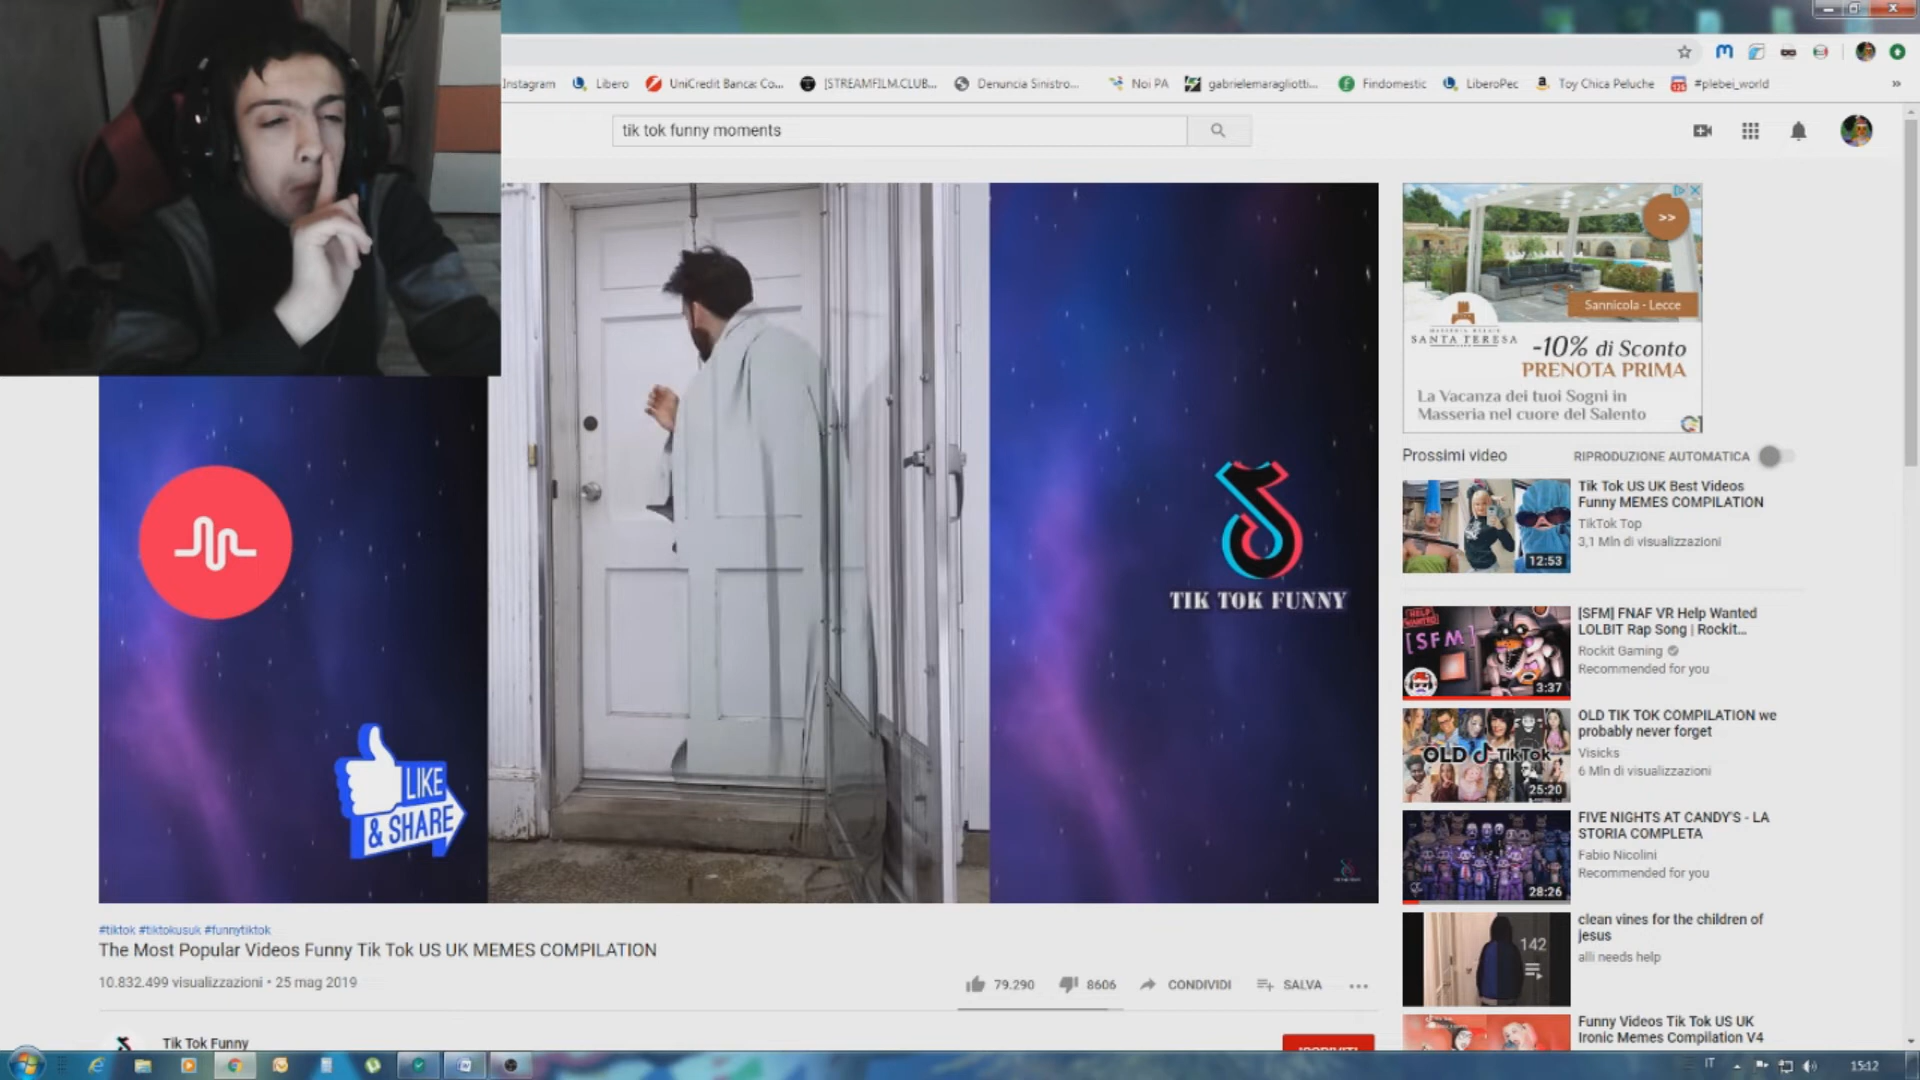 Instagram
Libero
UniCredit Banca: Co...
[STREAMFILM.CLUB...
Denuncia Sinistro...
Noi PA
gabrielemaragliotti...
Findomestic
LiberoPec
Toy Chica Peluche
#plebei_world
»
tik tok funny moments
>>
Sannicola - Lecce
SANTA TERESA
-10% di Sconto
PRENOTA PRIMA
La Vacanza dei tuoi Sogni in
Masseria nel cuore del Salento
Prossimi video
RIPRODUZIONE AUTOMATICA
Tik Tok US UK Best Videos
Funny MEMES COMPILATION
TikTok Top
3,1 Mln di visualizzazioni
12:53
TIK TOK FUNNY
HELP
WANTED
[SFM]
3:37
[SFM] FNAF VR Help Wanted
LOLBIT Rap Song | Rockit...
Rockit Gaming
Recommended for you
OLD TikTok
25:20
OLD TIK TOK COMPILATION we
probably never forget
Visicks
6 Mln di visualizzazioni
LIKE
& SHARE
28:26
FIVE NIGHTS AT CANDY'S - LA
STORIA COMPLETA
Fabio Nicolini
Recommended for you
142
clean vines for the children of
jesus
alli needs help
Funny Videos Tik Tok US UK
Ironic Memes Compilation V4
#tiktok #tiktokusuk #funnytiktok
The Most Popular Videos Funny Tik Tok US UK MEMES COMPILATION
10.832.499 visualizzazioni • 25 mag 2019
79.290
8606
CONDIVIDI
SALVA
Tik Tok Funny
ISCRIVITI
IT
15:12